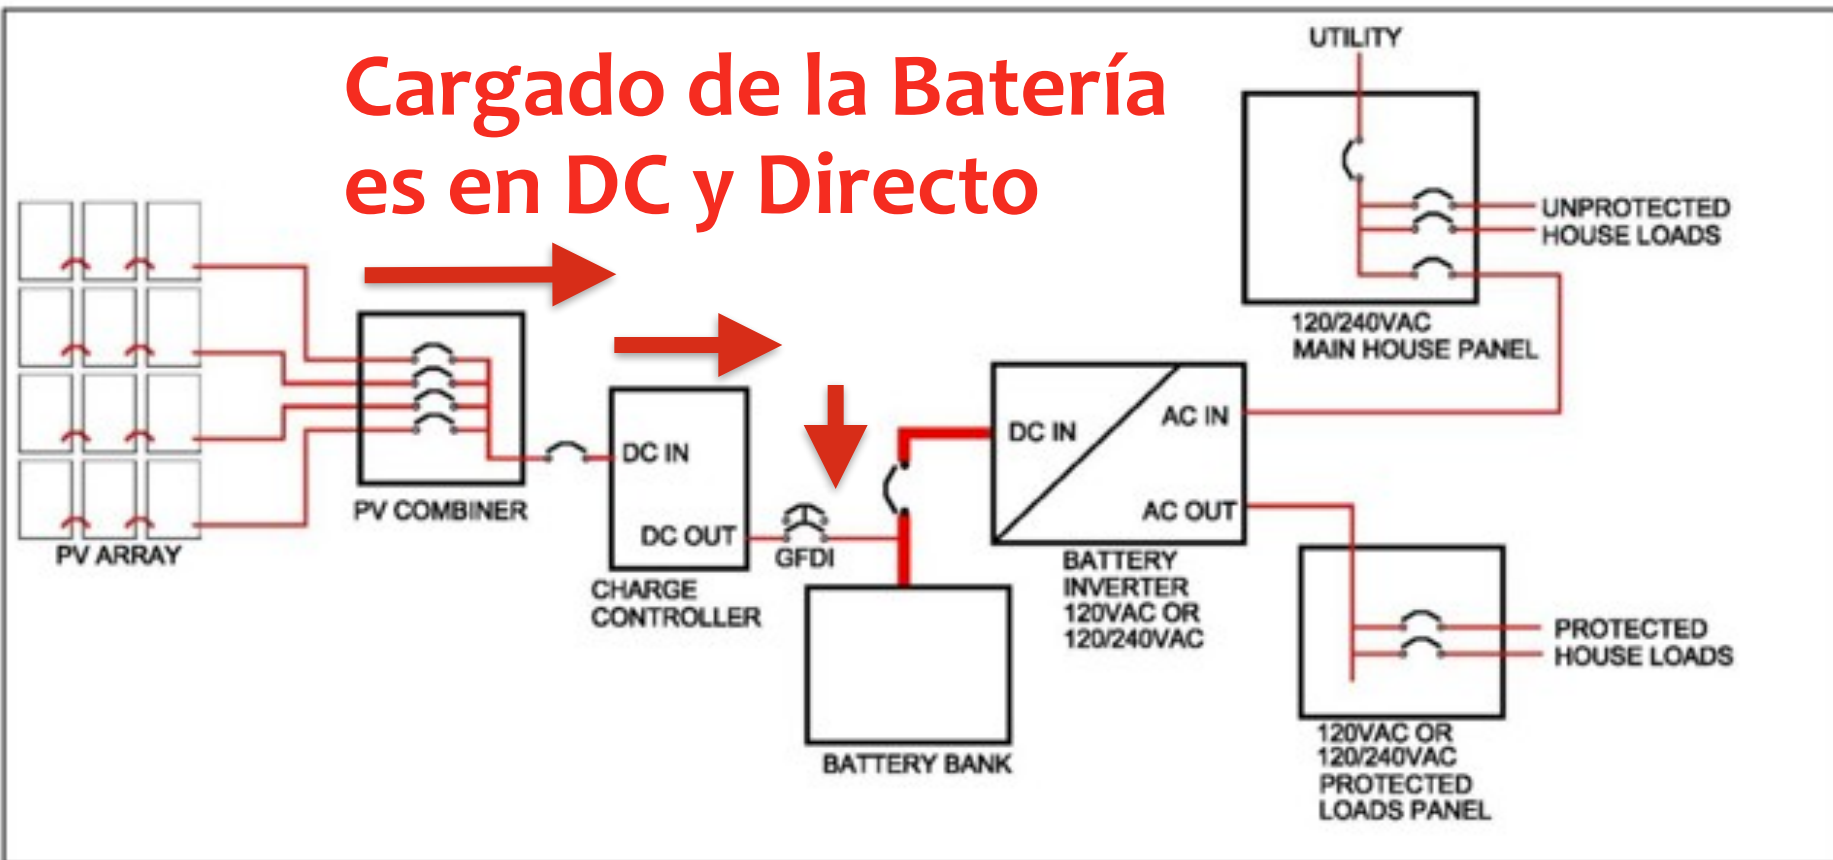 Cargado de la Batería
es en DC y Directo
UTILITY
UNPROTECTED
HOUSE LOADS
120/240VAC
MAIN HOUSE PANEL
PV ARRAY
PV COMBINER
DC IN
DC OUT
CHARGE
CONTROLLER
GFDI
BATTERY BANK
DC IN
AC IN
AC OUT
BATTERY
INVERTER
120VAC OR
120/240VAC
PROTECTED
HOUSE LOADS
120VAC OR
120/240VAC
PROTECTED
LOADS PANEL